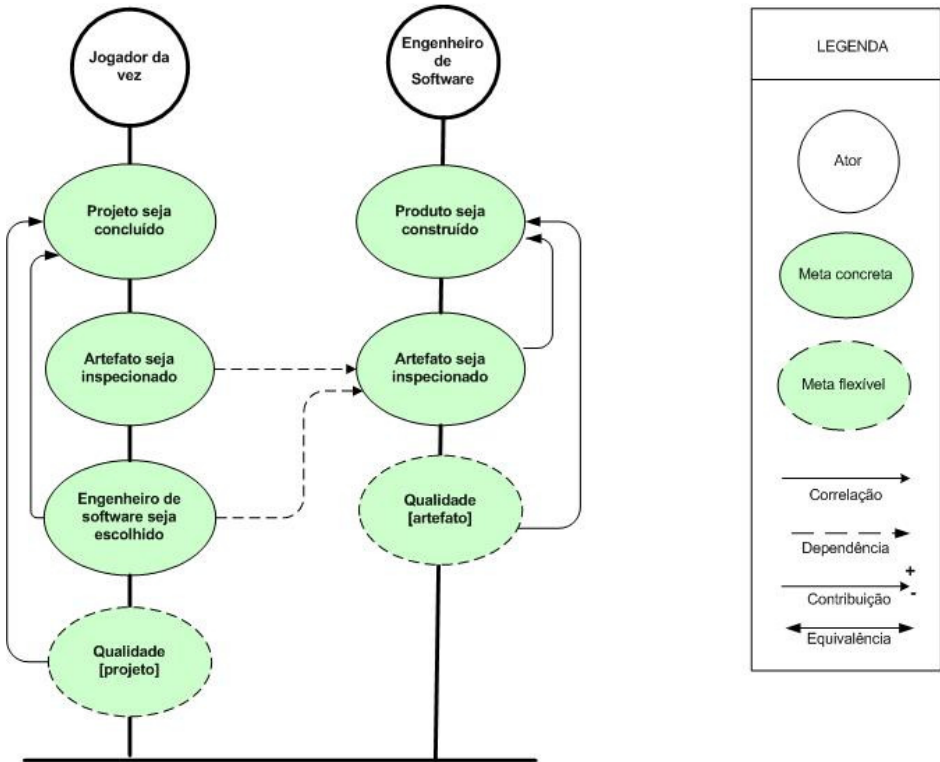 Jogador da
vez
Projeto seja
concluído
Artefato seja
inspecionado
Engenheiro de
software seja
escolhido
Qualidade
[projeto]
Engenheiro
de
Software
Produto seja
construído
Artefato seja
inspecionado
Qualidade
[artefato]
LEGENDA
Ator
Meta concreta
Meta flexível
Correlação
Dependência
+
-
Contribuição
Equivalência